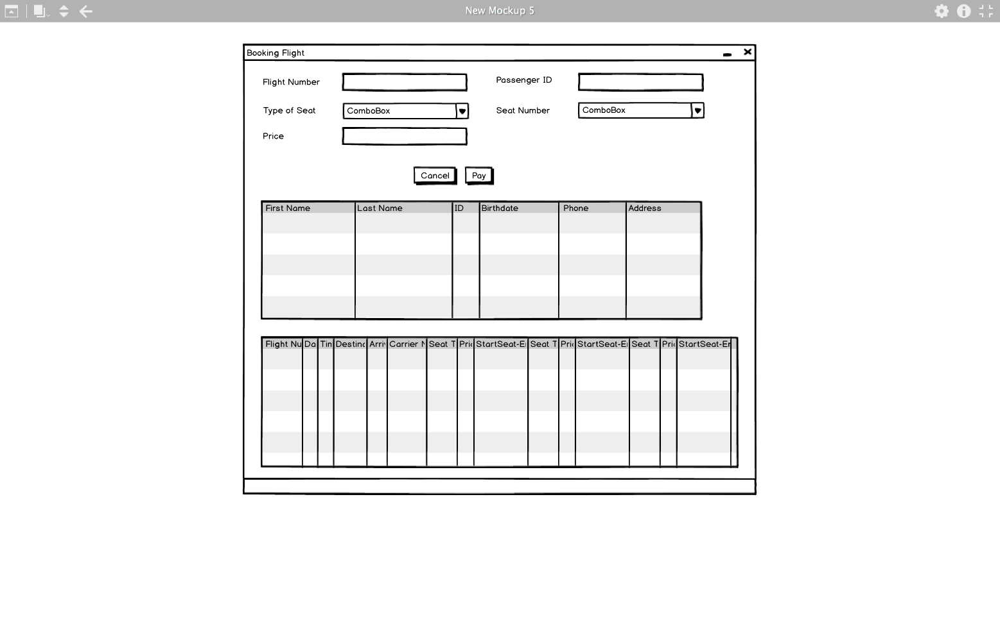 New Mockup 5
Booking Flight
Flight Number
Passenger ID
Type of Seat ComboBox
Seat Number ComboBox
Price
Cancel Pay
First Name Last Name ID Birthdate Phone Address
Flight Nu Da Tin Destinc Arriv Carrier N Seat T Pric StartSeat-E Seat T Pric StartSeat-E Seat T Pric StartSeat-Er